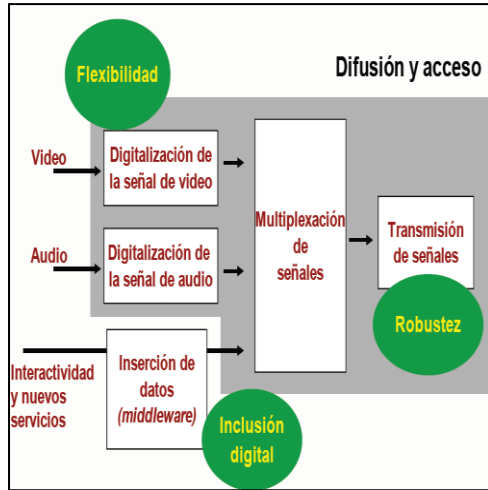 Flexibilidad
Difusión y acceso
Video
Digitalización de
la señal de video
Multiplexación
de
señales
Transmisión
de señales
Audio
Digitalización de
la señal de audio
Robustez
Interactividad
y nuevos
servicios
Inserción de
datos
(middleware)
Inclusión
digital